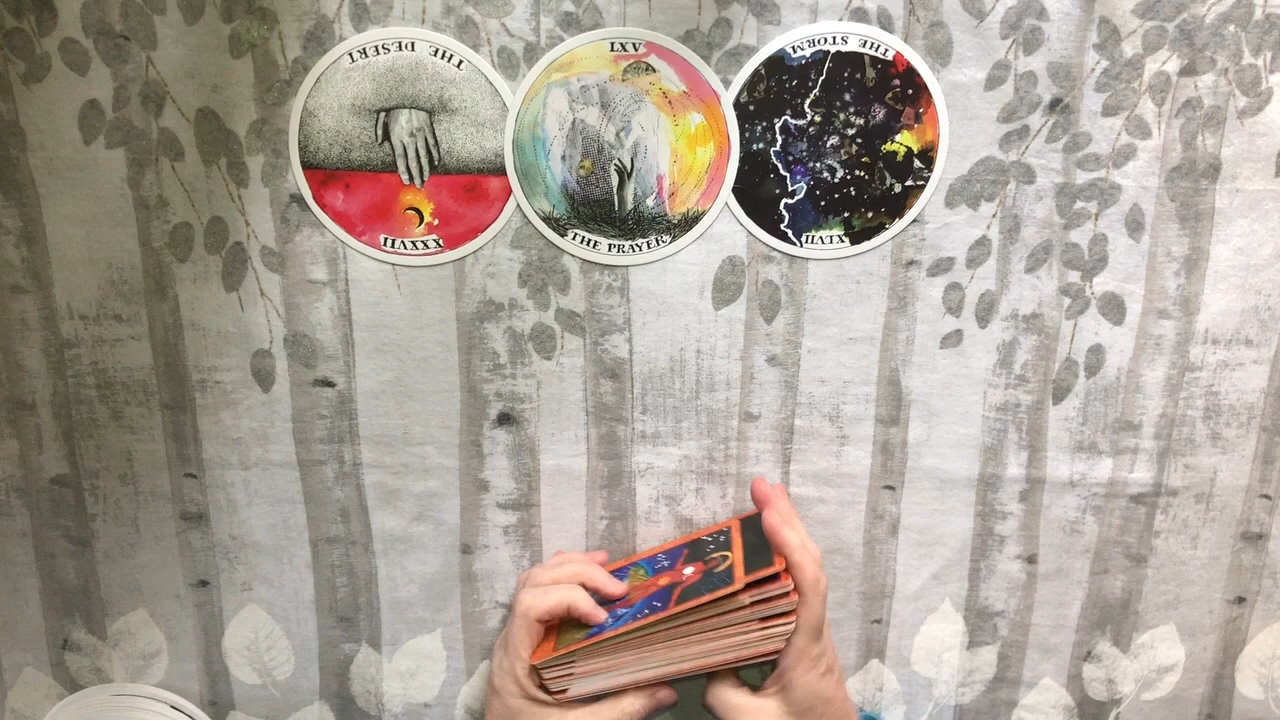 THE DESERT
XXXVII
LXV
THE PRAYER
THE STORM
XLVII